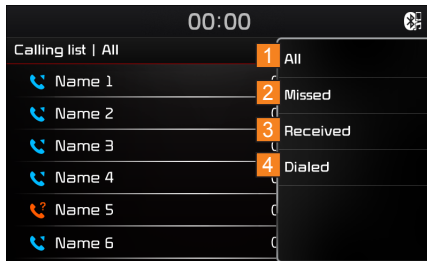 00:00
Calling list | All
Name 1
Name 2
Name 3
Name 4
? Name 5
Name 6
1 All
2 Missed
3 Received
4 Dialed